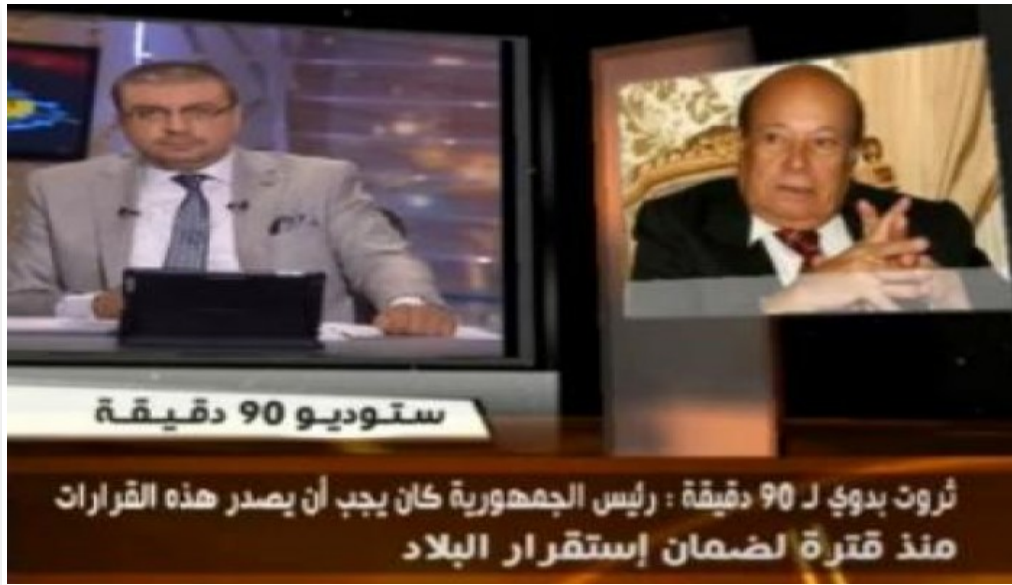 ستوديو 90 دقيقة
ثروت بدوي لـ 90 دقيقة : رئيس الجمهورية كان يجب أن يصدر هذه القرارات
منذ قترة لضمان إستقرار البلاد